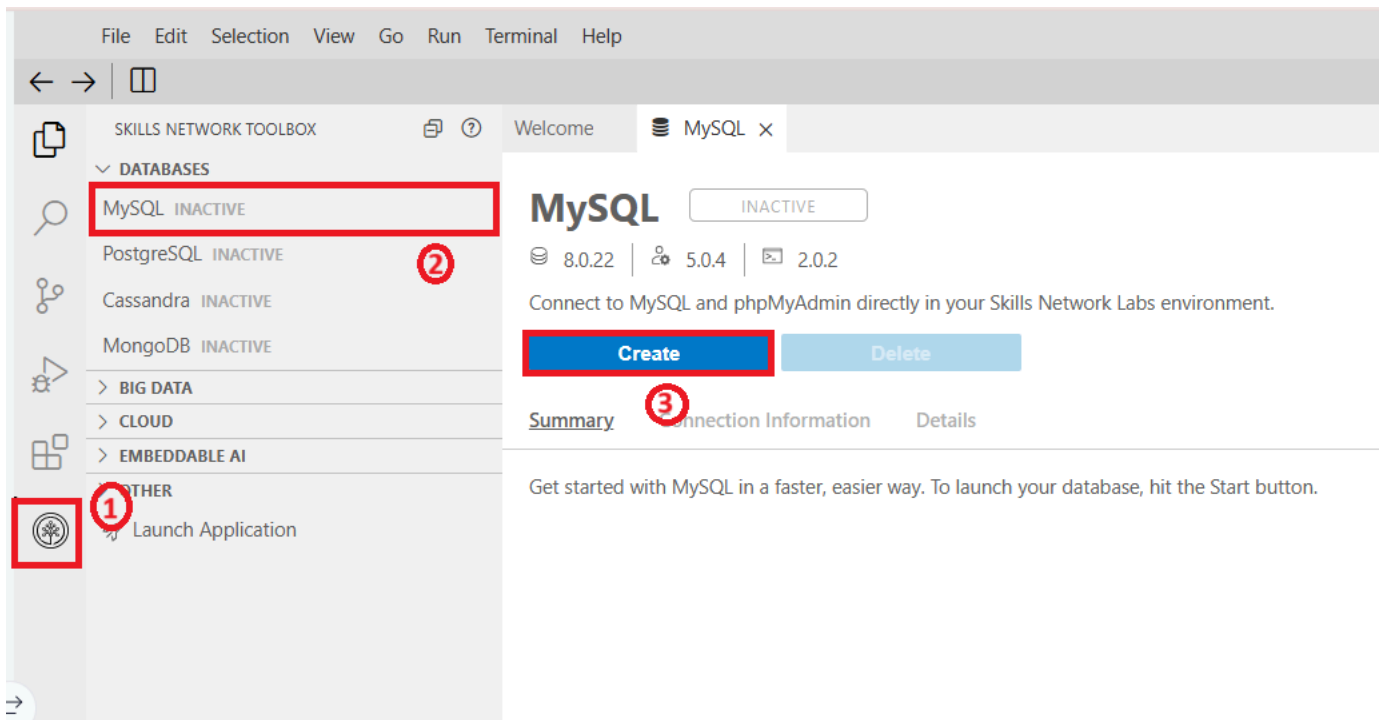 File Edit Selection View Go Run Terminal Help
SKILLS NETWORK TOOLBOX
Welcome
MySQL
DATABASES
MySQL INACTIVE
PostgreSQL INACTIVE
2
Cassandra INACTIVE
MongoDB INACTIVE
BIG DATA
CLOUD
EMBEDDABLE AI
OTHER
1
Launch Application
MySQL INACTIVE
8.0.22 5.0.4 2.0.2
Connect to MySQL and phpMyAdmin directly in your Skills Network Labs environment.
Create Delete
3
Summary Connection Information Details
Get started with MySQL in a faster, easier way. To launch your database, hit the Start button.